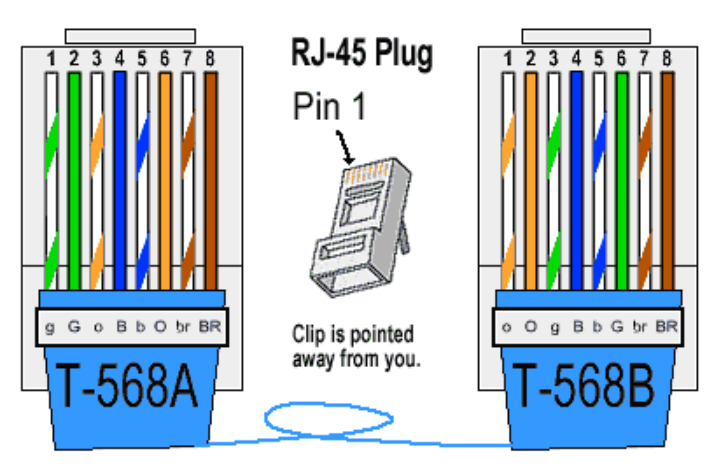 1 2 3 4 5 6 7 8
g G o B b O br BR
T-568A
RJ-45 Plug
Pin 1
Clip is pointed
away from you.
1 2 3 4 5 6 7 8
o O g B b G br BR
T-568B